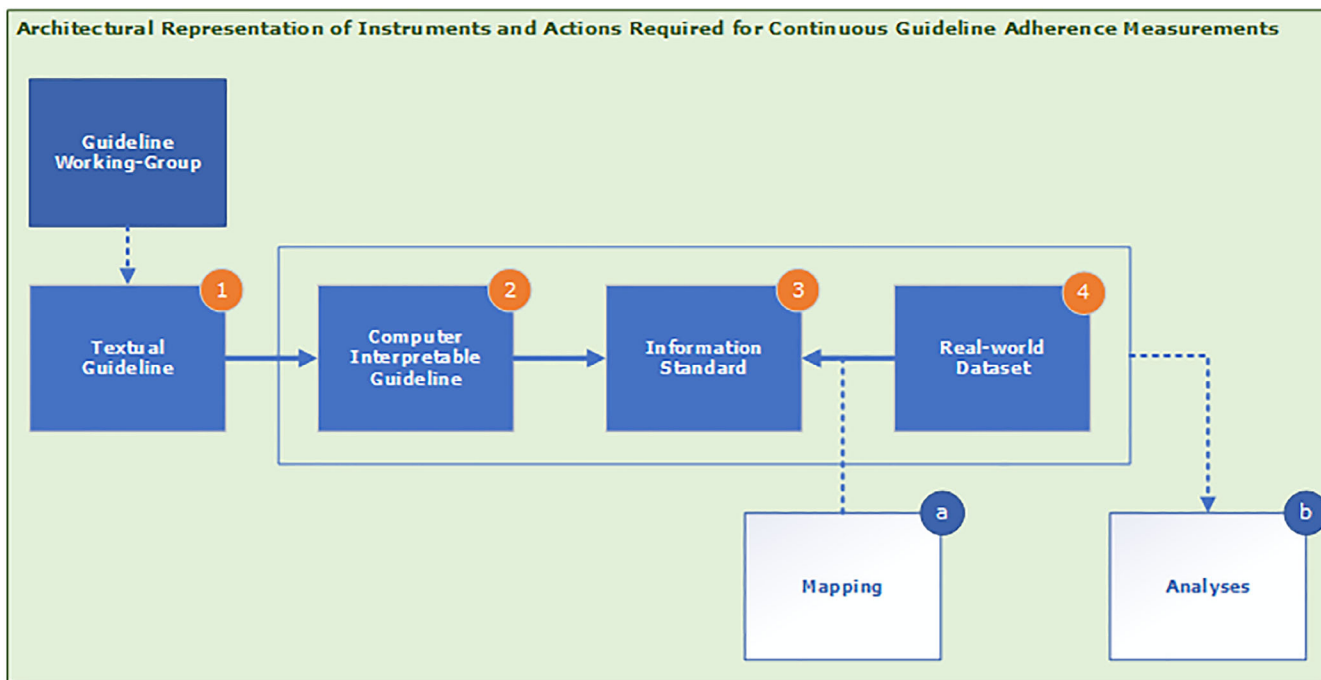 Architectural Representation of Instruments and Actions Required for Continuous Guideline Adherence Measurements
Guideline
Working-Group
1
Textual
Guideline
2
Computer
Interpretable
Guideline
3
Information
Standard
4
Real-world
Dataset
a
Mapping
b
Analyses